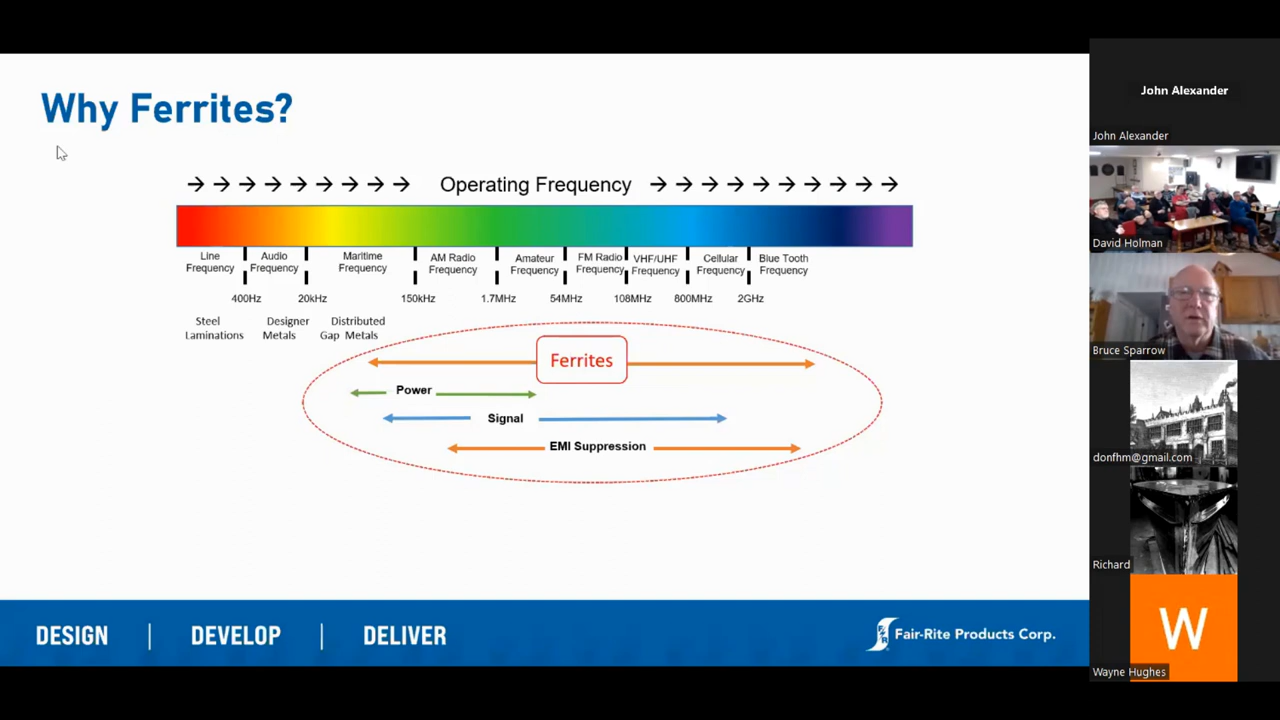 Why Ferrites?
Operating Frequency
Line Frequency
Audio Frequency
Maritime Frequency
AM Radio Frequency
Amateur Frequency
FM Radio Frequency
VHF/UHF Frequency
Cellular Frequency
Blue Tooth Frequency
400Hz 20kHz 150kHz 1.7MHz 54MHz 108MHz 800MHz 2GHz
Steel Laminations
Designer Metals
Distributed Gap Metals
Ferrites
Power
Signal
EMI Suppression
DESIGN | DEVELOP | DELIVER
Fair-Rite Products Corp.
John Alexander
John Alexander
David Holman
Bruce Sparrow
donfhm@gmail.com
Richard
W
Wayne Hughes